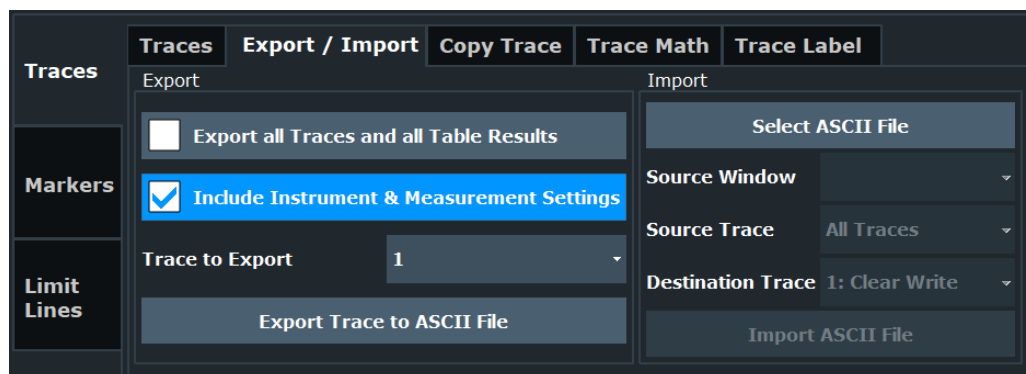 Traces
Markers
Limit
Lines
Traces Export / Import Copy Trace Trace Math Trace Label
Export
Export all Traces and all Table Results
Include Instrument & Measurement Settings
Trace to Export 1
Export Trace to ASCII File
Import
Select ASCII File
Source Window
Source Trace All Traces
Destination Trace 1: Clear Write
Import ASCII File